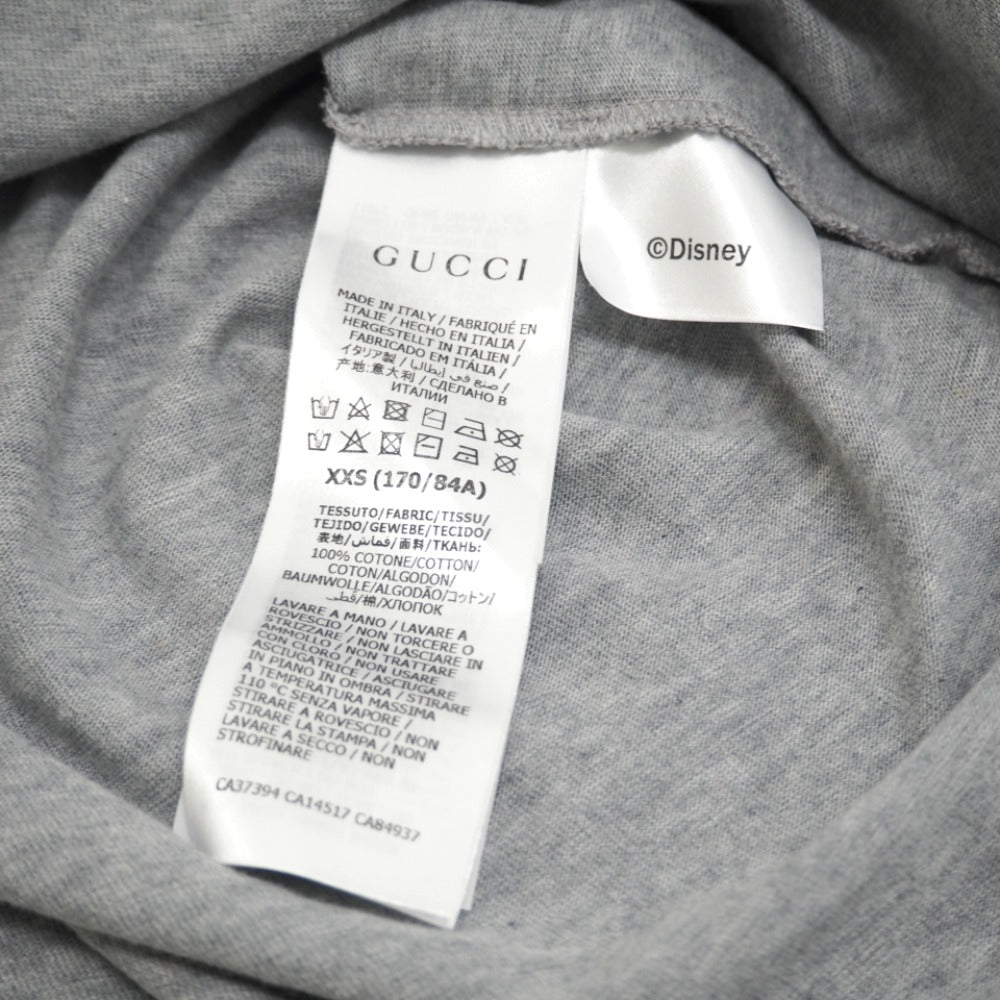 GUCCI
MADE IN ITALY / FABRIQUÉ EN
ITALIE / HECHO EN ITALIA /
HERGESTELLT IN ITALIEN /
FABRICADO EM ITÁLIA /
イタリア製 / صنع في إيطاليا /
产地:意大利 / СДЕЛАНО В
ИТАЛИИ
XXS (170/84A)
TESSUTO/FABRIC/TISSU/
TEJIDO/GEWEBE/TECIDO/
表地/قماش/面料/ТКАНЬ:
100% COTONE/COTTON/
COTON/ALGODON/
BAUMWOLLE/ALGODÃO/コットン/
قطن/棉/ХЛОПОК
LAVARE A MANO / LAVARE A
ROVESCIO / NON TORCERE O
STRIZZARE / NON LASCIARE IN
AMMOLLO / NON TRATTARE
CON CLORO / NON USARE
ASCIUGATRICE / ASCIUGARE
IN PIANO IN OMBRA / STIRARE
A TEMPERATURA MASSIMA
110 °C SENZA VAPORE /
STIRARE A ROVESCIO / NON
STIRARE LA STAMPA / NON
LAVARE A SECCO / NON
STROFINARE
CA37394 CA14517 CA84937
©Disney